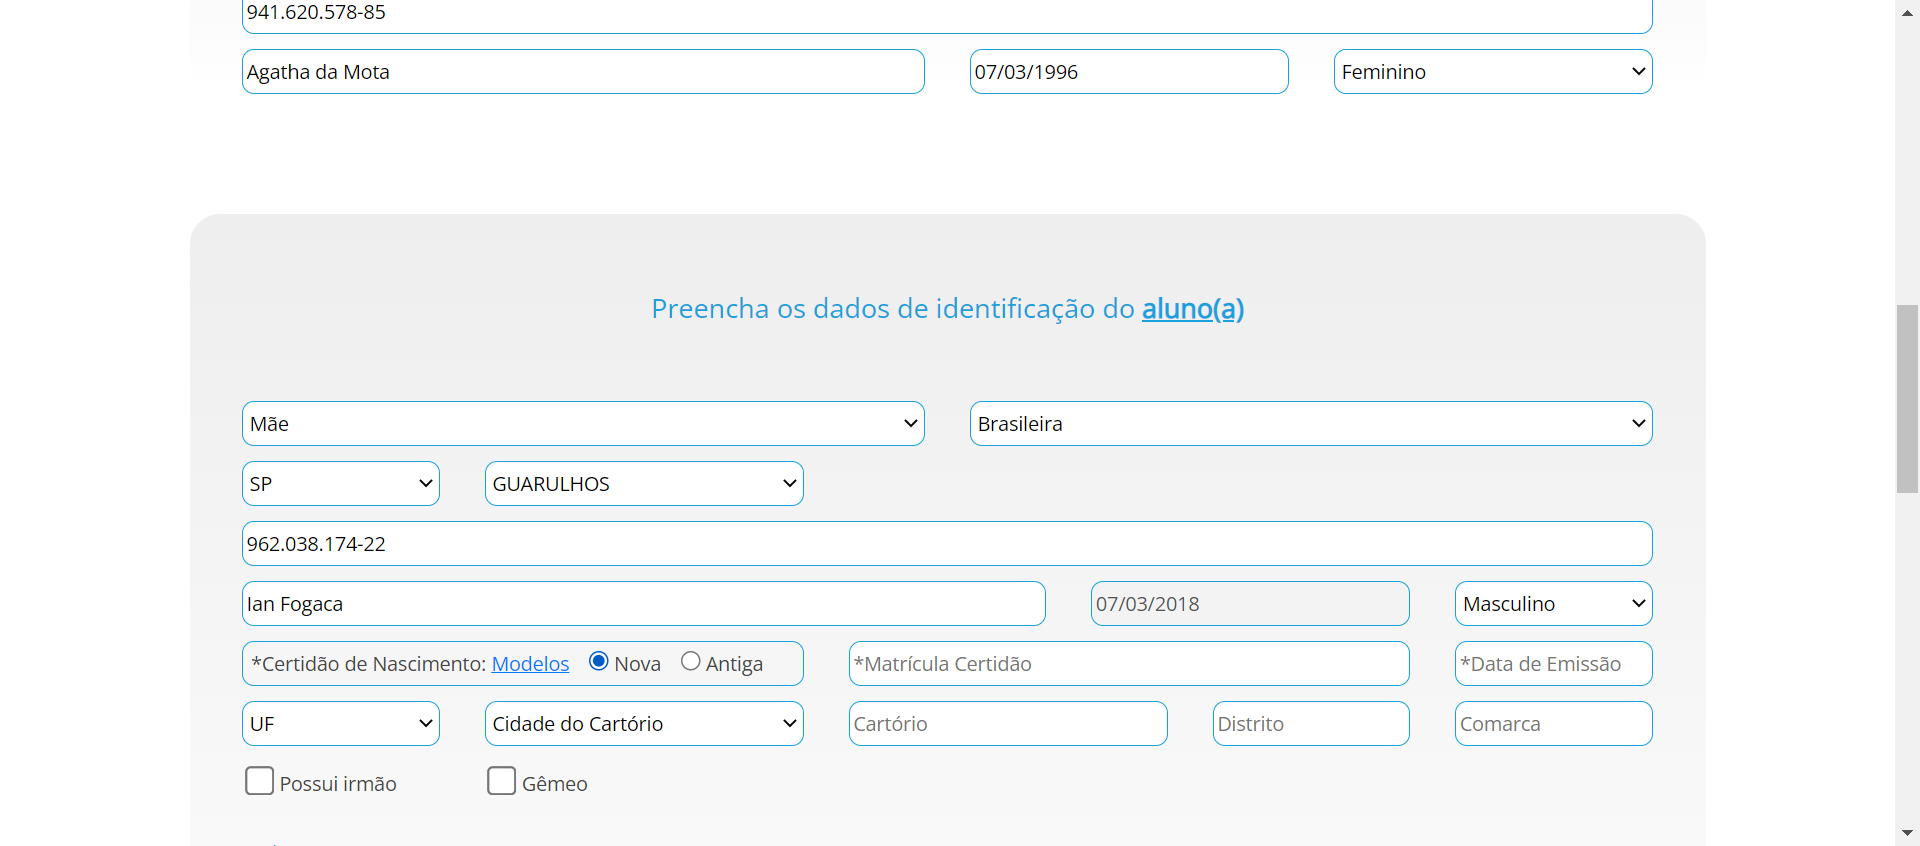 941.620.578-85
Agatha da Mota 07/03/1996 Feminino
Preencha os dados de identificação do aluno(a)
Mãe Brasileira
SP GUARULHOS
962.038.174-22
Ian Fogaca 07/03/2018 Masculino
*Certidão de Nascimento: Modelos Nova Antiga *Matrícula Certidão *Data de Emissão
UF Cidade do Cartório Cartório Distrito Comarca
Possui irmão Gêmeo